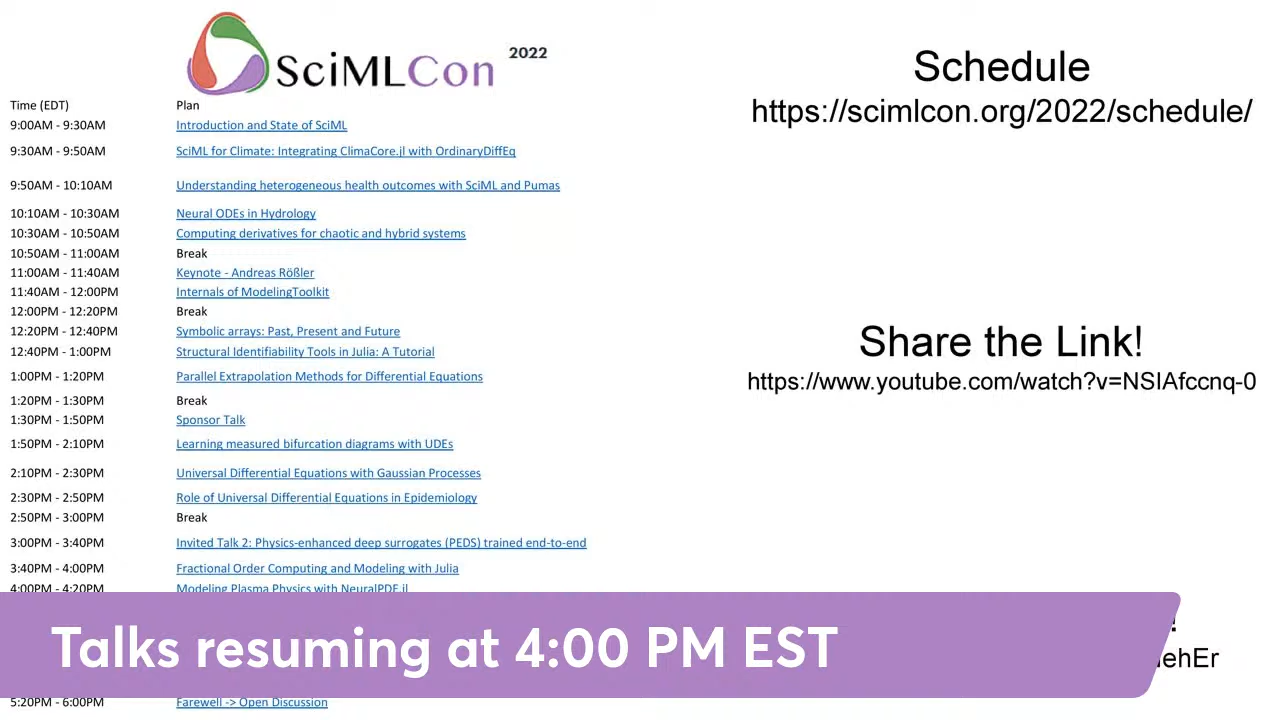 SciMLCon 2022
Time (EDT) Plan
9:00AM - 9:30AM Introduction and State of SciML
9:30AM - 9:50AM SciML for Climate: Integrating ClimaCore.jl with OrdinaryDiffEq
9:50AM - 10:10AM Understanding heterogeneous health outcomes with SciML and Pumas
10:10AM - 10:30AM Neural ODEs in Hydrology
10:30AM - 10:50AM Computing derivatives for chaotic and hybrid systems
10:50AM - 11:00AM Break
11:00AM - 11:40AM Keynote - Andreas Rößler
11:40AM - 12:00PM Internals of ModelingToolkit
12:00PM - 12:20PM Break
12:20PM - 12:40PM Symbolic arrays: Past, Present and Future
12:40PM - 1:00PM Structural Identifiability Tools in Julia: A Tutorial
1:00PM - 1:20PM Parallel Extrapolation Methods for Differential Equations
1:20PM - 1:30PM Break
1:30PM - 1:50PM Sponsor Talk
1:50PM - 2:10PM Learning measured bifurcation diagrams with UDEs
2:10PM - 2:30PM Universal Differential Equations with Gaussian Processes
2:30PM - 2:50PM Role of Universal Differential Equations in Epidemiology
2:50PM - 3:00PM Break
3:00PM - 3:40PM Invited Talk 2: Physics-enhanced deep surrogates (PEDS) trained end-to-end
3:40PM - 4:00PM Fractional Order Computing and Modeling with Julia
4:00PM - 4:20PM Modeling Plasma Physics with NeuralPDE.jl
5:20PM - 6:00PM Farewell -> Open Discussion
Schedule
https://scimlcon.org/2022/schedule/
Share the Link!
https://www.youtube.com/watch?v=NSIAfccnq-0
Talks resuming at 4:00 PM EST